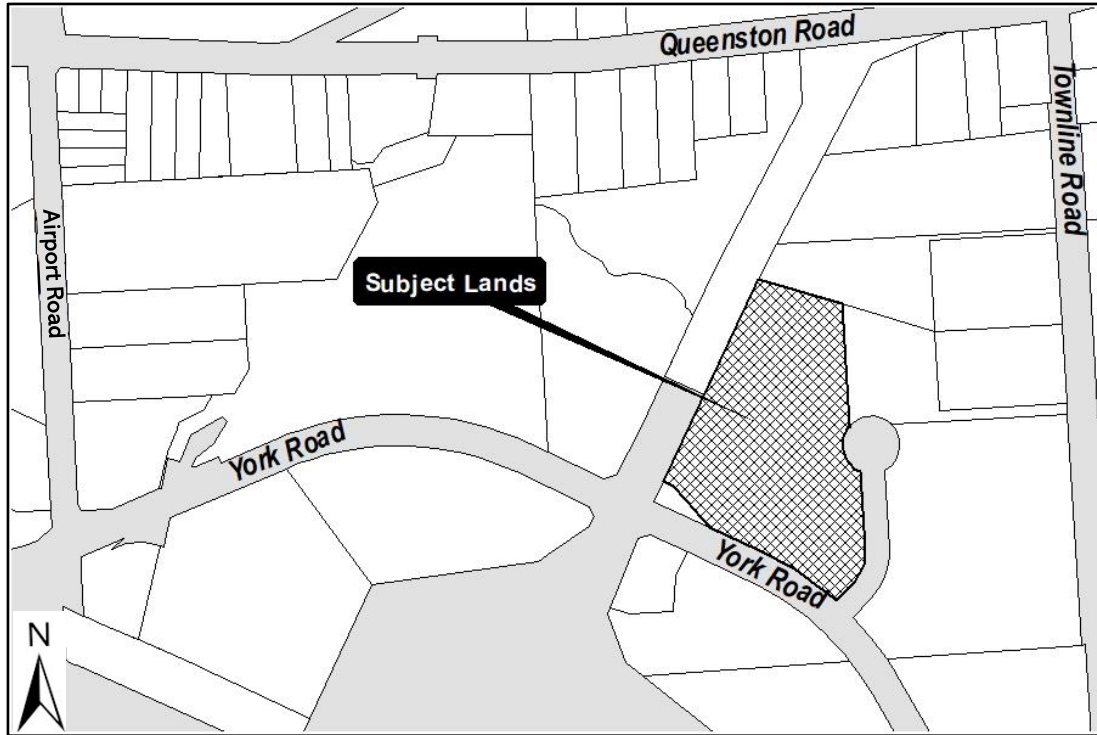 Queenston Road
Townline Road
Airport Road
Subject Lands
York Road
York Road
N